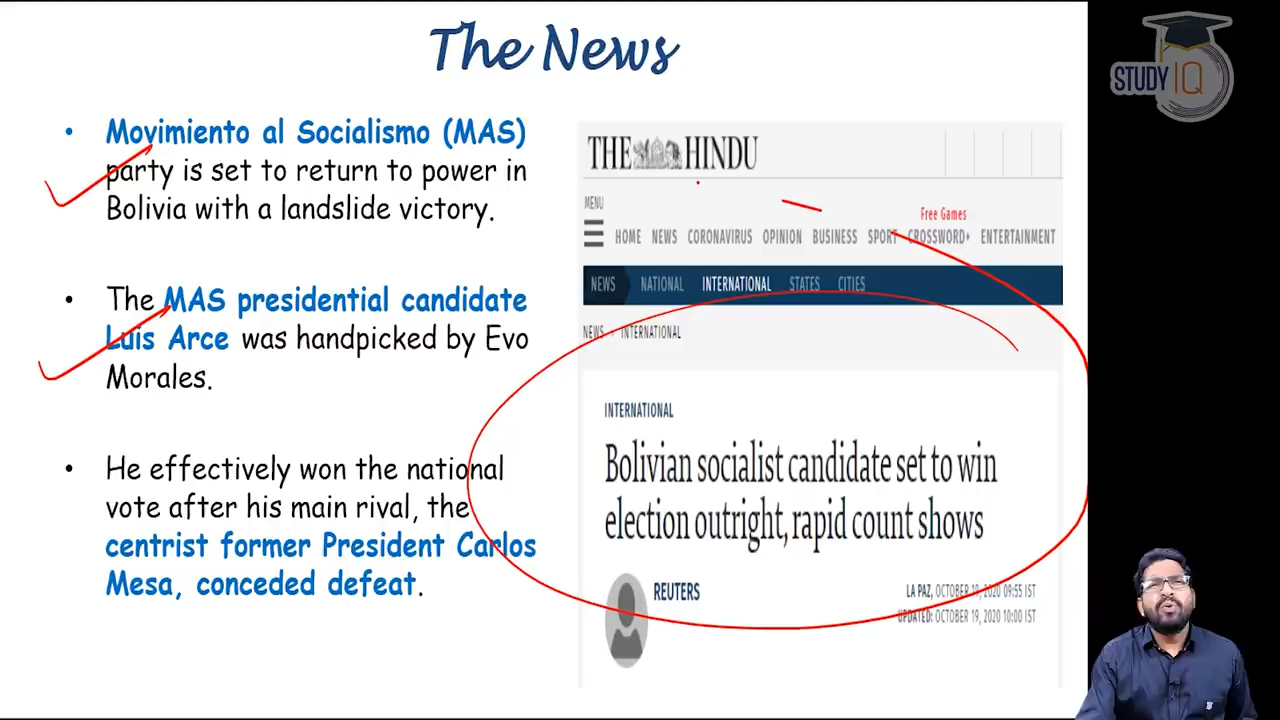 The News
• Movimiento al Socialismo (MAS)
party is set to return to power in
Bolivia with a landslide victory.
• The MAS presidential candidate
Luis Arce was handpicked by Evo
Morales.
• He effectively won the national
vote after his main rival, the
centrist former President Carlos
Mesa, conceded defeat.
THE HINDU
MENU
Free Games
HOME NEWS CORONAVIRUS OPINION BUSINESS SPORT CROSSWORD+ ENTERTAINMENT
NEWS NATIONAL INTERNATIONAL STATES CITIES
NEWS INTERNATIONAL
INTERNATIONAL
Bolivian socialist candidate set to win
election outright, rapid count shows
REUTERS
LA PAZ, OCTOBER 19, 2020 09:55 IST
UPDATED: OCTOBER 19, 2020 10:00 IST
STUDY IQ